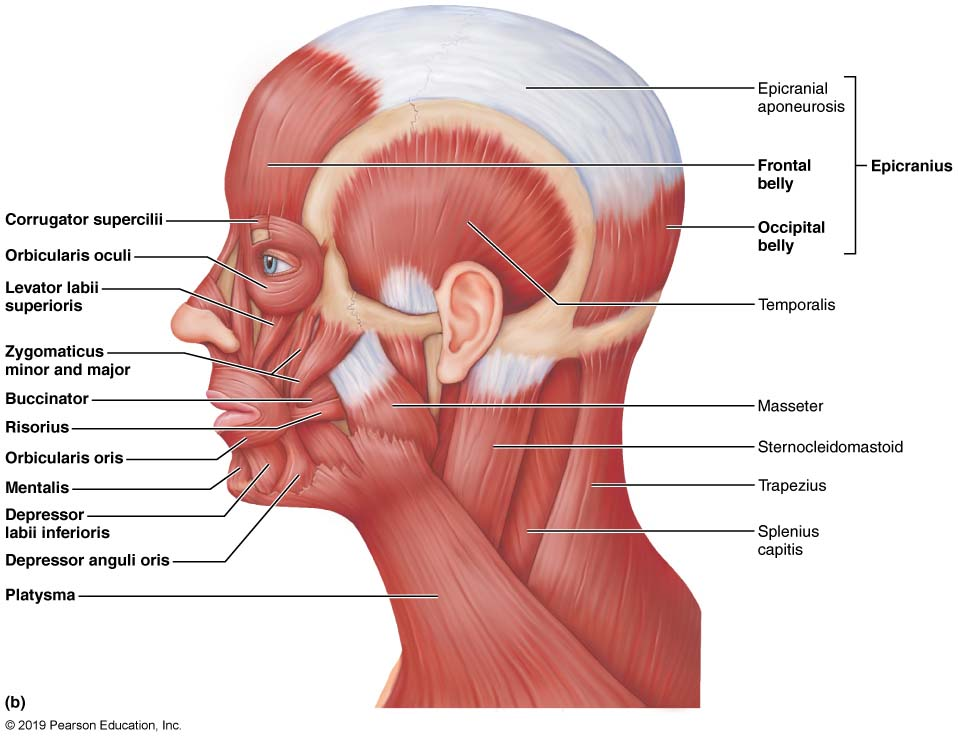 Corrugator supercilii
Orbicularis oculi
Levator labii
superioris
Zygomaticus
minor and major
Buccinator
Risorius
Orbicularis oris
Mentalis
Depressor
labii inferioris
Depressor anguli oris
Platysma
Epicranial
aponeurosis
Frontal
belly
Epicranius
Occipital
belly
Temporalis
Masseter
Sternocleidomastoid
Trapezius
Splenius
capitis
(b)
© 2019 Pearson Education, Inc.